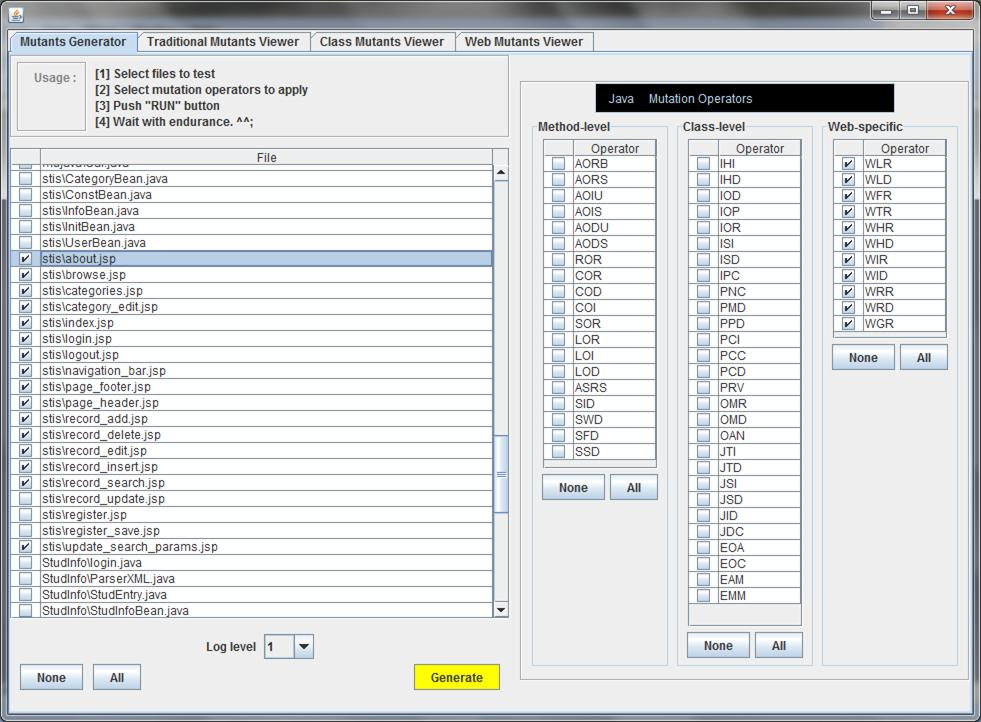 Mutants Generator
Traditional Mutants Viewer
Class Mutants Viewer
Web Mutants Viewer
Usage :
[1] Select files to test
[2] Select mutation operators to apply
[3] Push "RUN" button
[4] Wait with endurance. ^^;
File
stis\CategoryBean.java
stis\ConstBean.java
stis\InfoBean.java
stis\InitBean.java
stis\UserBean.java
stis\about.jsp
stis\browse.jsp
stis\categories.jsp
stis\category_edit.jsp
stis\index.jsp
stis\login.jsp
stis\logout.jsp
stis\navigation_bar.jsp
stis\page_footer.jsp
stis\page_header.jsp
stis\record_add.jsp
stis\record_delete.jsp
stis\record_edit.jsp
stis\record_insert.jsp
stis\record_search.jsp
stis\record_update.jsp
stis\register.jsp
stis\register_save.jsp
stis\update_search_params.jsp
StudInfo\login.java
StudInfo\ParserXML.java
StudInfo\StudEntry.java
StudInfo\StudInfoBean.java
Log level 1
None
All
Generate
Java Mutation Operators
Method-level
Operator
AORB
AORS
AOIU
AOIS
AODU
AODS
ROR
COR
COD
COI
SOR
LOR
LOI
LOD
ASRS
SID
SWD
SFD
SSD
None
All
Class-level
Operator
IHI
IHD
IOD
IOP
IOR
ISI
ISD
IPC
PNC
PMD
PPD
PCI
PCC
PCD
PRV
OMR
OMD
OAN
JTI
JTD
JSI
JSD
JID
JDC
EOA
EOC
EAM
EMM
None
All
Web-specific
Operator
WLR
WLD
WFR
WTR
WHR
WHD
WIR
WID
WRR
WRD
WGR
None
All